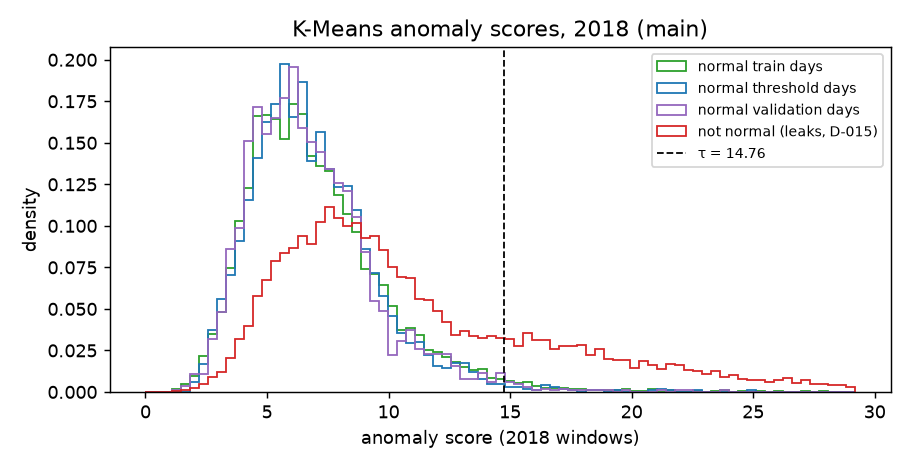 K-Means anomaly scores, 2018 (main)
normal train days
normal threshold days
normal validation days
not normal (leaks, D-015)
τ = 14.76
density
0.200
0.175
0.150
0.125
0.100
0.075
0.050
0.025
0.000
0 5 10 15 20 25 30
anomaly score (2018 windows)